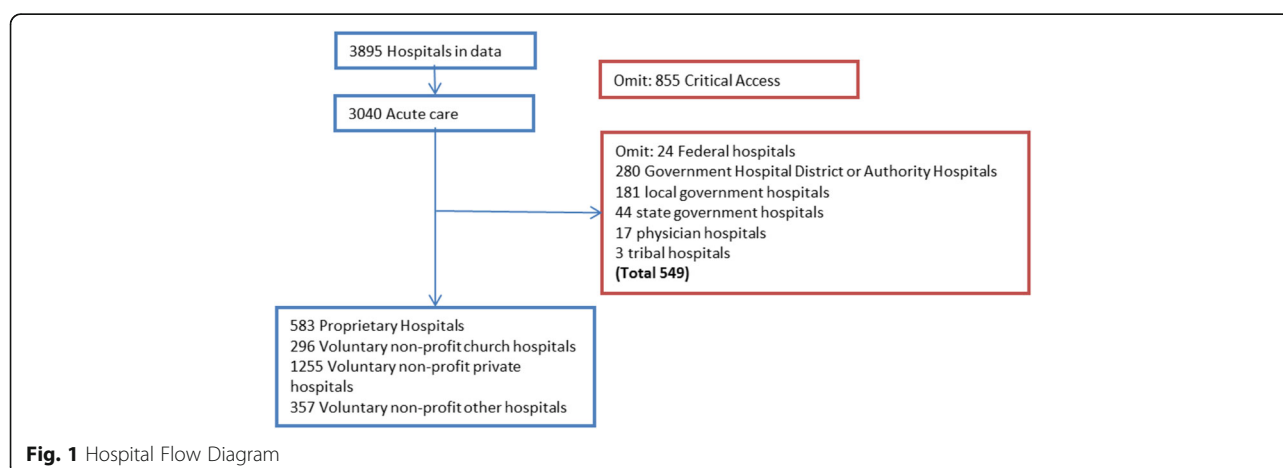 3895 Hospitals in data
Omit: 855 Critical Access
3040 Acute care
Omit: 24 Federal hospitals
280 Government Hospital District or Authority Hospitals
181 local government hospitals
44 state government hospitals
17 physician hospitals
3 tribal hospitals
(Total 549)
583 Proprietary Hospitals
296 Voluntary non-profit church hospitals
1255 Voluntary non-profit private
hospitals
357 Voluntary non-profit other hospitals
Fig. 1 Hospital Flow Diagram